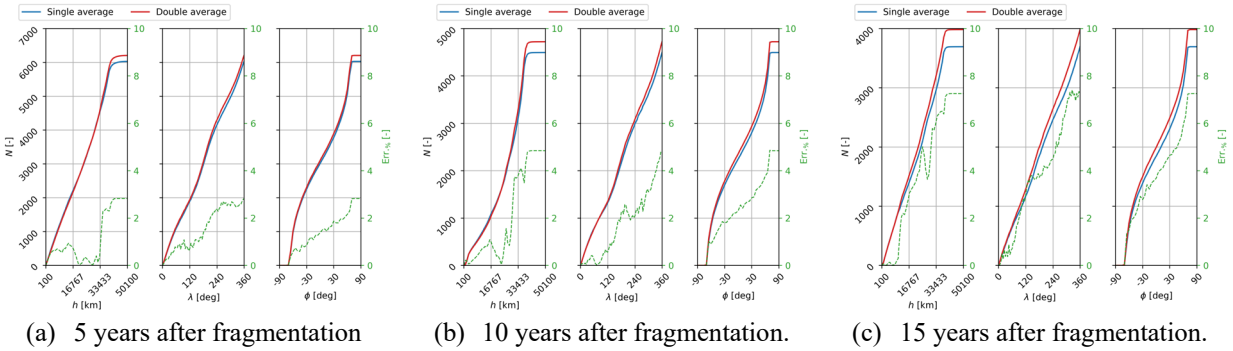 Single average Double average
7000
6000
5000
4000
3000
2000
1000
0
N [-]
0 100 16767 33433 50100
h [km]
0 120 240 360
λ [deg]
-90 -30 30 90
ϕ [deg]
10
8
6
4
2
0
Err.% [-]
(a) 5 years after fragmentation
Single average Double average
5000
4000
3000
2000
1000
0
N [-]
100 16767 33433 50100
h [km]
0 120 240 360
λ [deg]
-90 -30 30 90
ϕ [deg]
10
8
6
4
2
0
Err.% [-]
(b) 10 years after fragmentation.
Single average Double average
4000
3000
2000
1000
0
N [-]
100 16767 33433 50100
h [km]
0 120 240 360
λ [deg]
-90 -30 30 90
ϕ [deg]
10
8
6
4
2
0
Err.% [-]
(c) 15 years after fragmentation.